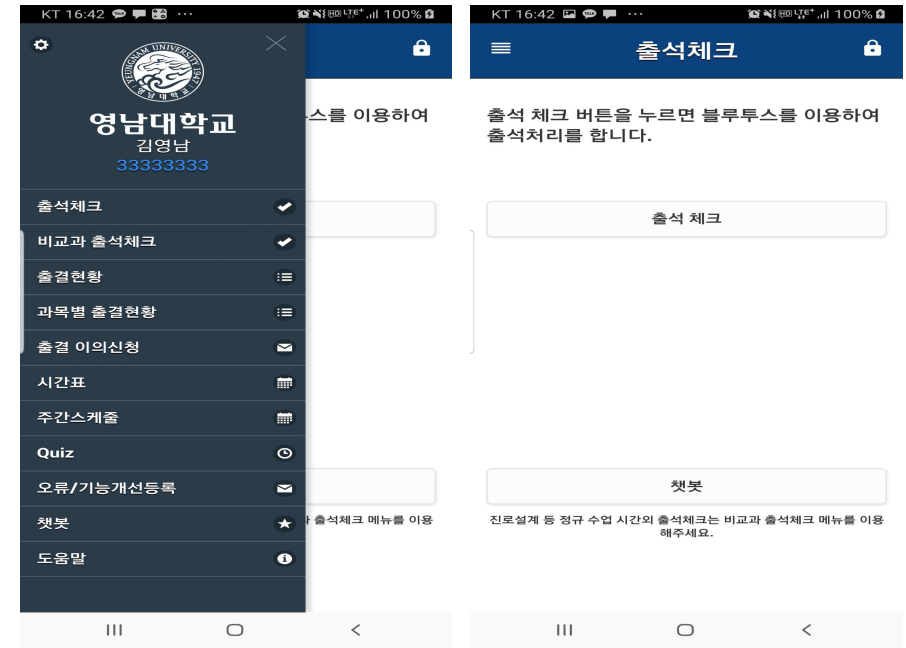 KT 16:42 ... 100%
YEUNGNAM UNIVERSITY 1947
영남대학교
영남대학교
김영남
33333333
출석체크
비교과 출석체크
출결현황
과목별 출결현황
출결 이의신청
시간표
주간스케줄
Quiz
오류/기능개선등록
챗봇
도움말
스를 이용하여
출석체크 메뉴를 이용
KT 16:42 ... 100%
출석체크
출석 체크 버튼을 누르면 블루투스를 이용하여
출석처리를 합니다.
출석 체크
챗봇
진로설계 등 정규 수업 시간외 출석체크는 비교과 출석체크 메뉴를 이용
해주세요.